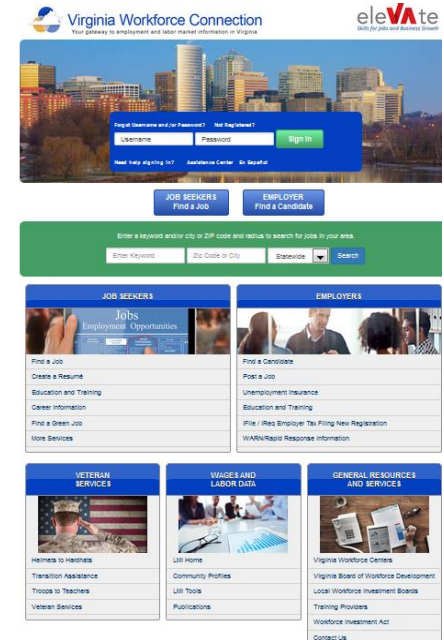 Virginia Workforce Connection
Your gateway to employment and labor market information in Virginia
eleVAte
Skills for Jobs and Business Growth
Forgot Username and /or Password? Not Registered?
Username
Password
Sign In
Need help signing in? Assistance Center En Español
JOB SEEKERS
Find a Job
EMPLOYER
Find a Candidate
Enter a keyword and/or city or ZIP code and radius to search for jobs in your area.
Enter Keyword
Zip Code or City
Statewide
Search
JOB SEEKERS
Jobs
Employment Opportunities
Find a Job
Create a Resumé
Education and Training
Career Information
Find a Green Job
More Services
EMPLOYERS
Find a Candidate
Post a Job
Unemployment Insurance
Education and Training
iFile / iReg Employer Tax Filing New Registration
WARN/Rapid Response Information
VETERAN
SERVICES
Helmets to Hardhats
Transition Assistance
Troops to Teachers
Veteran Services
WAGES AND
LABOR DATA
LMI Home
Community Profiles
LMI Tools
Publications
GENERAL RESOURCES
AND SERVICES
Virginia Workforce Centers
Virginia Board of Workforce Development
Local Workforce Investment Boards
Training Providers
Workforce Investment Act
Contact Us